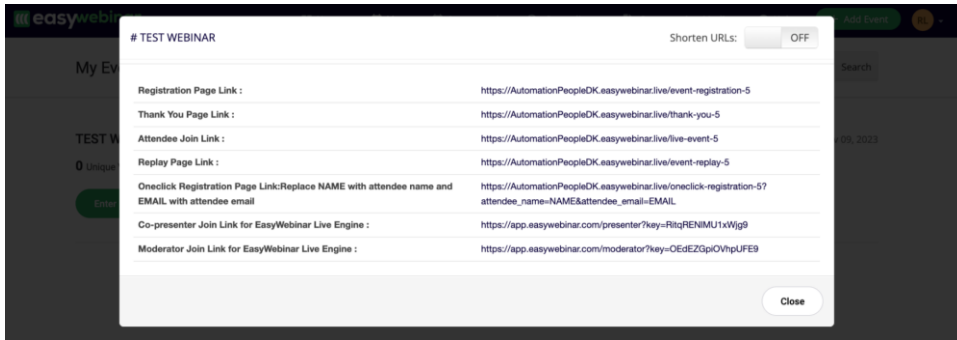 easywebinar
Add Event
RL
# TEST WEBINAR
Shorten URLs:
OFF
My Ev
Search
Registration Page Link :
https://AutomationPeopleDK.easywebinar.live/event-registration-5
Thank You Page Link :
https://AutomationPeopleDK.easywebinar.live/thank-you-5
TEST W
Attendee Join Link :
https://AutomationPeopleDK.easywebinar.live/live-event-5
09, 2023
0 Unique
Replay Page Link :
https://AutomationPeopleDK.easywebinar.live/event-replay-5
Oneclick Registration Page Link:Replace NAME with attendee name and
EMAIL with attendee email
https://AutomationPeopleDK.easywebinar.live/oneclick-registration-5?
attendee_name=NAME&attendee_email=EMAIL
Enter
Co-presenter Join Link for EasyWebinar Live Engine :
https://app.easywebinar.com/presenter?key=RitqRENIMU1xWjg9
Moderator Join Link for EasyWebinar Live Engine :
https://app.easywebinar.com/moderator?key=OEdEZGpiOVhpUFE9
Close